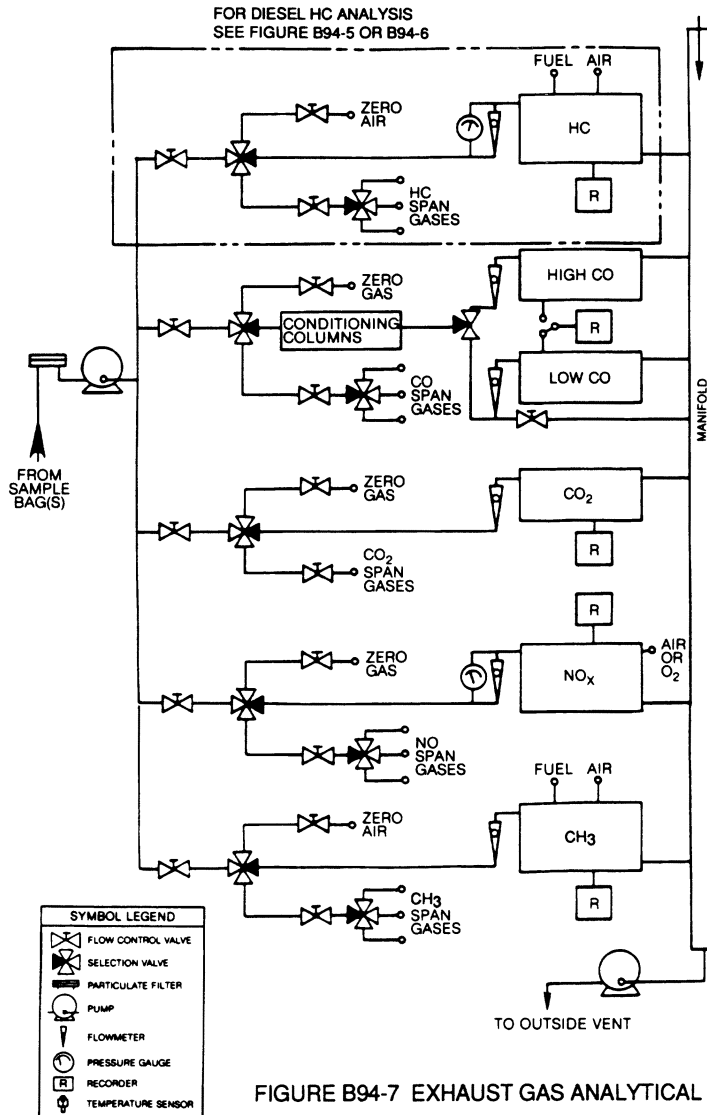 FOR DIESEL HC ANALYSIS
SEE FIGURE B94-5 OR B94-6
FUEL AIR
ZERO
AIR
HC
HC
SPAN
GASES
R
ZERO
GAS
HIGH CO
CONDITIONING
COLUMNS
R
CO
SPAN
GASES
LOW CO
MANIFOLD
FROM
SAMPLE
BAG(S)
ZERO
GAS
CO2
CO2
SPAN
GASES
R
R
ZERO
GAS
AIR
OR
O2
NOX
NO
SPAN
GASES
FUEL AIR
ZERO
AIR
CH3
CH3
SPAN
GASES
R
SYMBOL LEGEND
FLOW CONTROL VALVE
SELECTION VALVE
PARTICULATE FILTER
PUMP
FLOWMETER
PRESSURE GAUGE
R RECORDER
TEMPERATURE SENSOR
TO OUTSIDE VENT
FIGURE B94-7 EXHAUST GAS ANALYTICAL